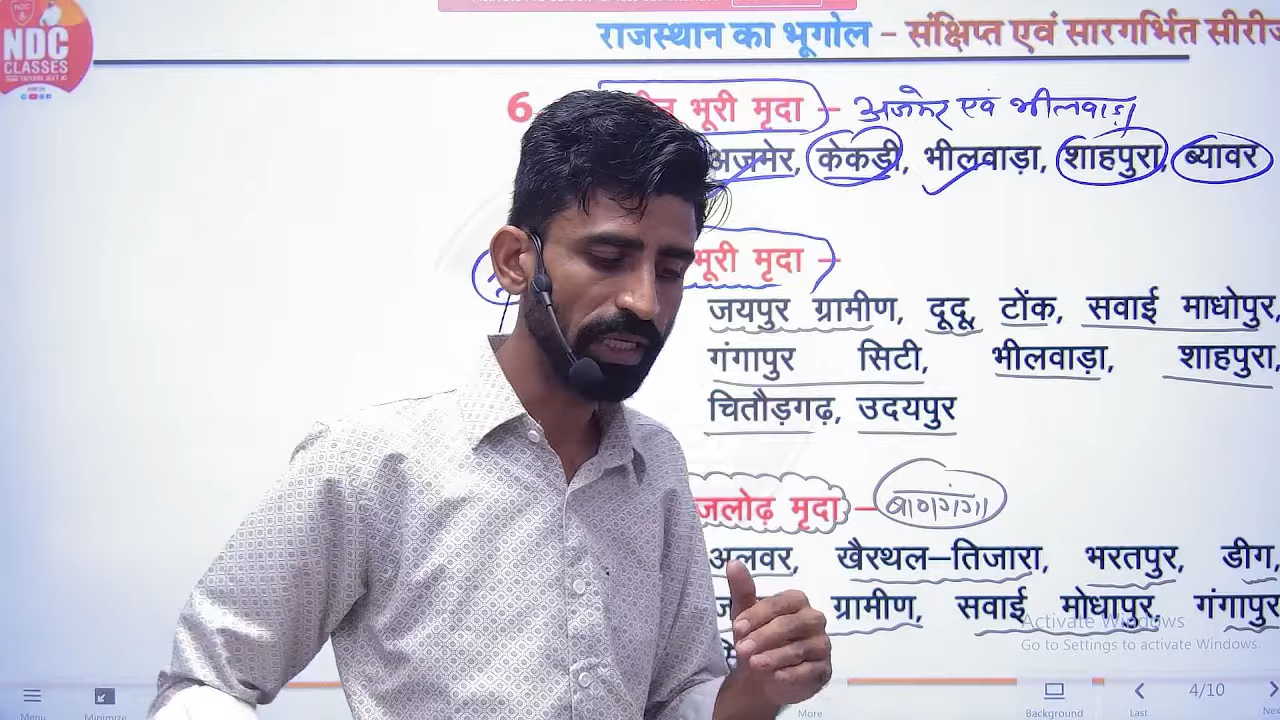 NDC
CLASSES
राजस्थान का भूगोल – संक्षिप्त एवं सारगर्भित
6 भूरी मृदा – अजमेर एवं भीलवाड़ा
अजमेर, केकडी, भीलवाड़ा, शाहपुरा, ब्यावर
भूरी मृदा –
जयपुर ग्रामीण, दूदू, टोंक, सवाई माधोपुर,
गंगापुर सिटी, भीलवाड़ा, शाहपुरा,
चितौड़गढ़, उदयपुर
जलोढ़ मृदा – बाणगंगा
अलवर, खैरथल–तिजारा, भरतपुर, डीग,
ग्रामीण, सवाई मोधापुर, गंगापुर
Activate Windows
Go to Settings to activate Windows.
Menu Minimize More Background Last 4/10